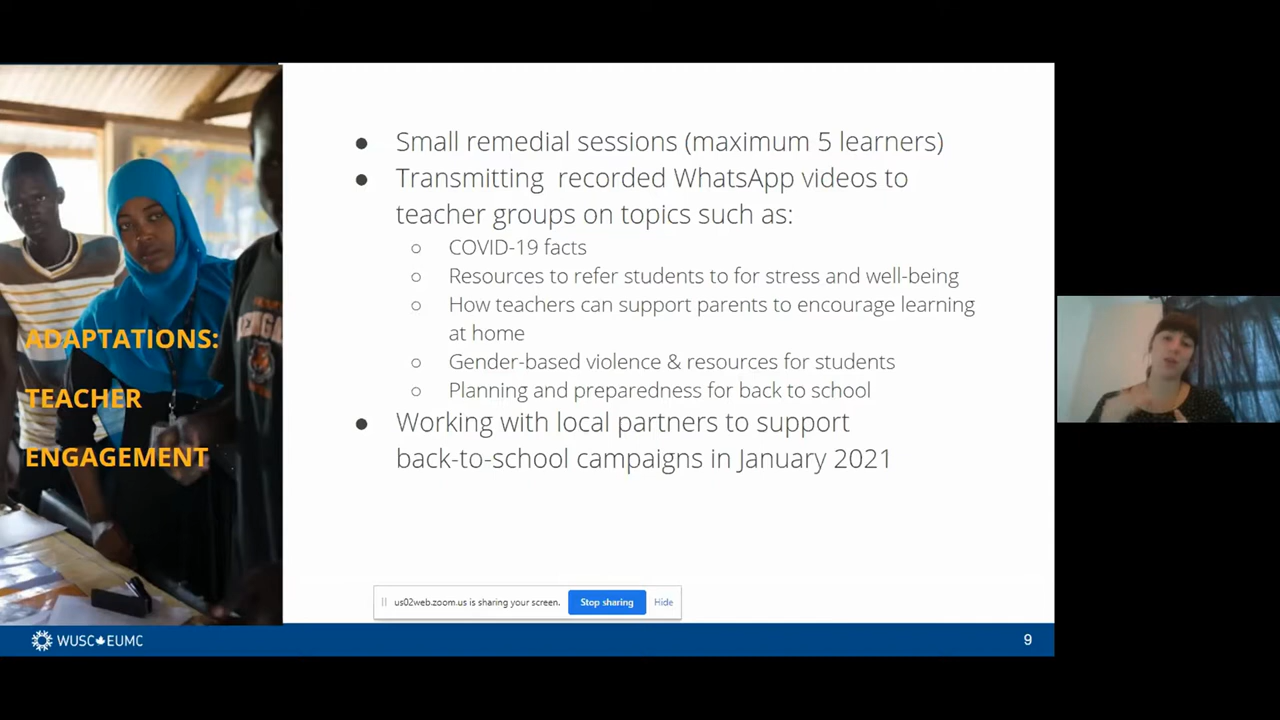 ADAPTATIONS:
TEACHER
ENGAGEMENT
● Small remedial sessions (maximum 5 learners)
● Transmitting recorded WhatsApp videos to
teacher groups on topics such as:
○ COVID-19 facts
○ Resources to refer students to for stress and well-being
○ How teachers can support parents to encourage learning
at home
○ Gender-based violence & resources for students
○ Planning and preparedness for back to school
● Working with local partners to support
back-to-school campaigns in January 2021
us02web.zoom.us is sharing your screen. Stop sharing Hide
WUSC EUMC 9